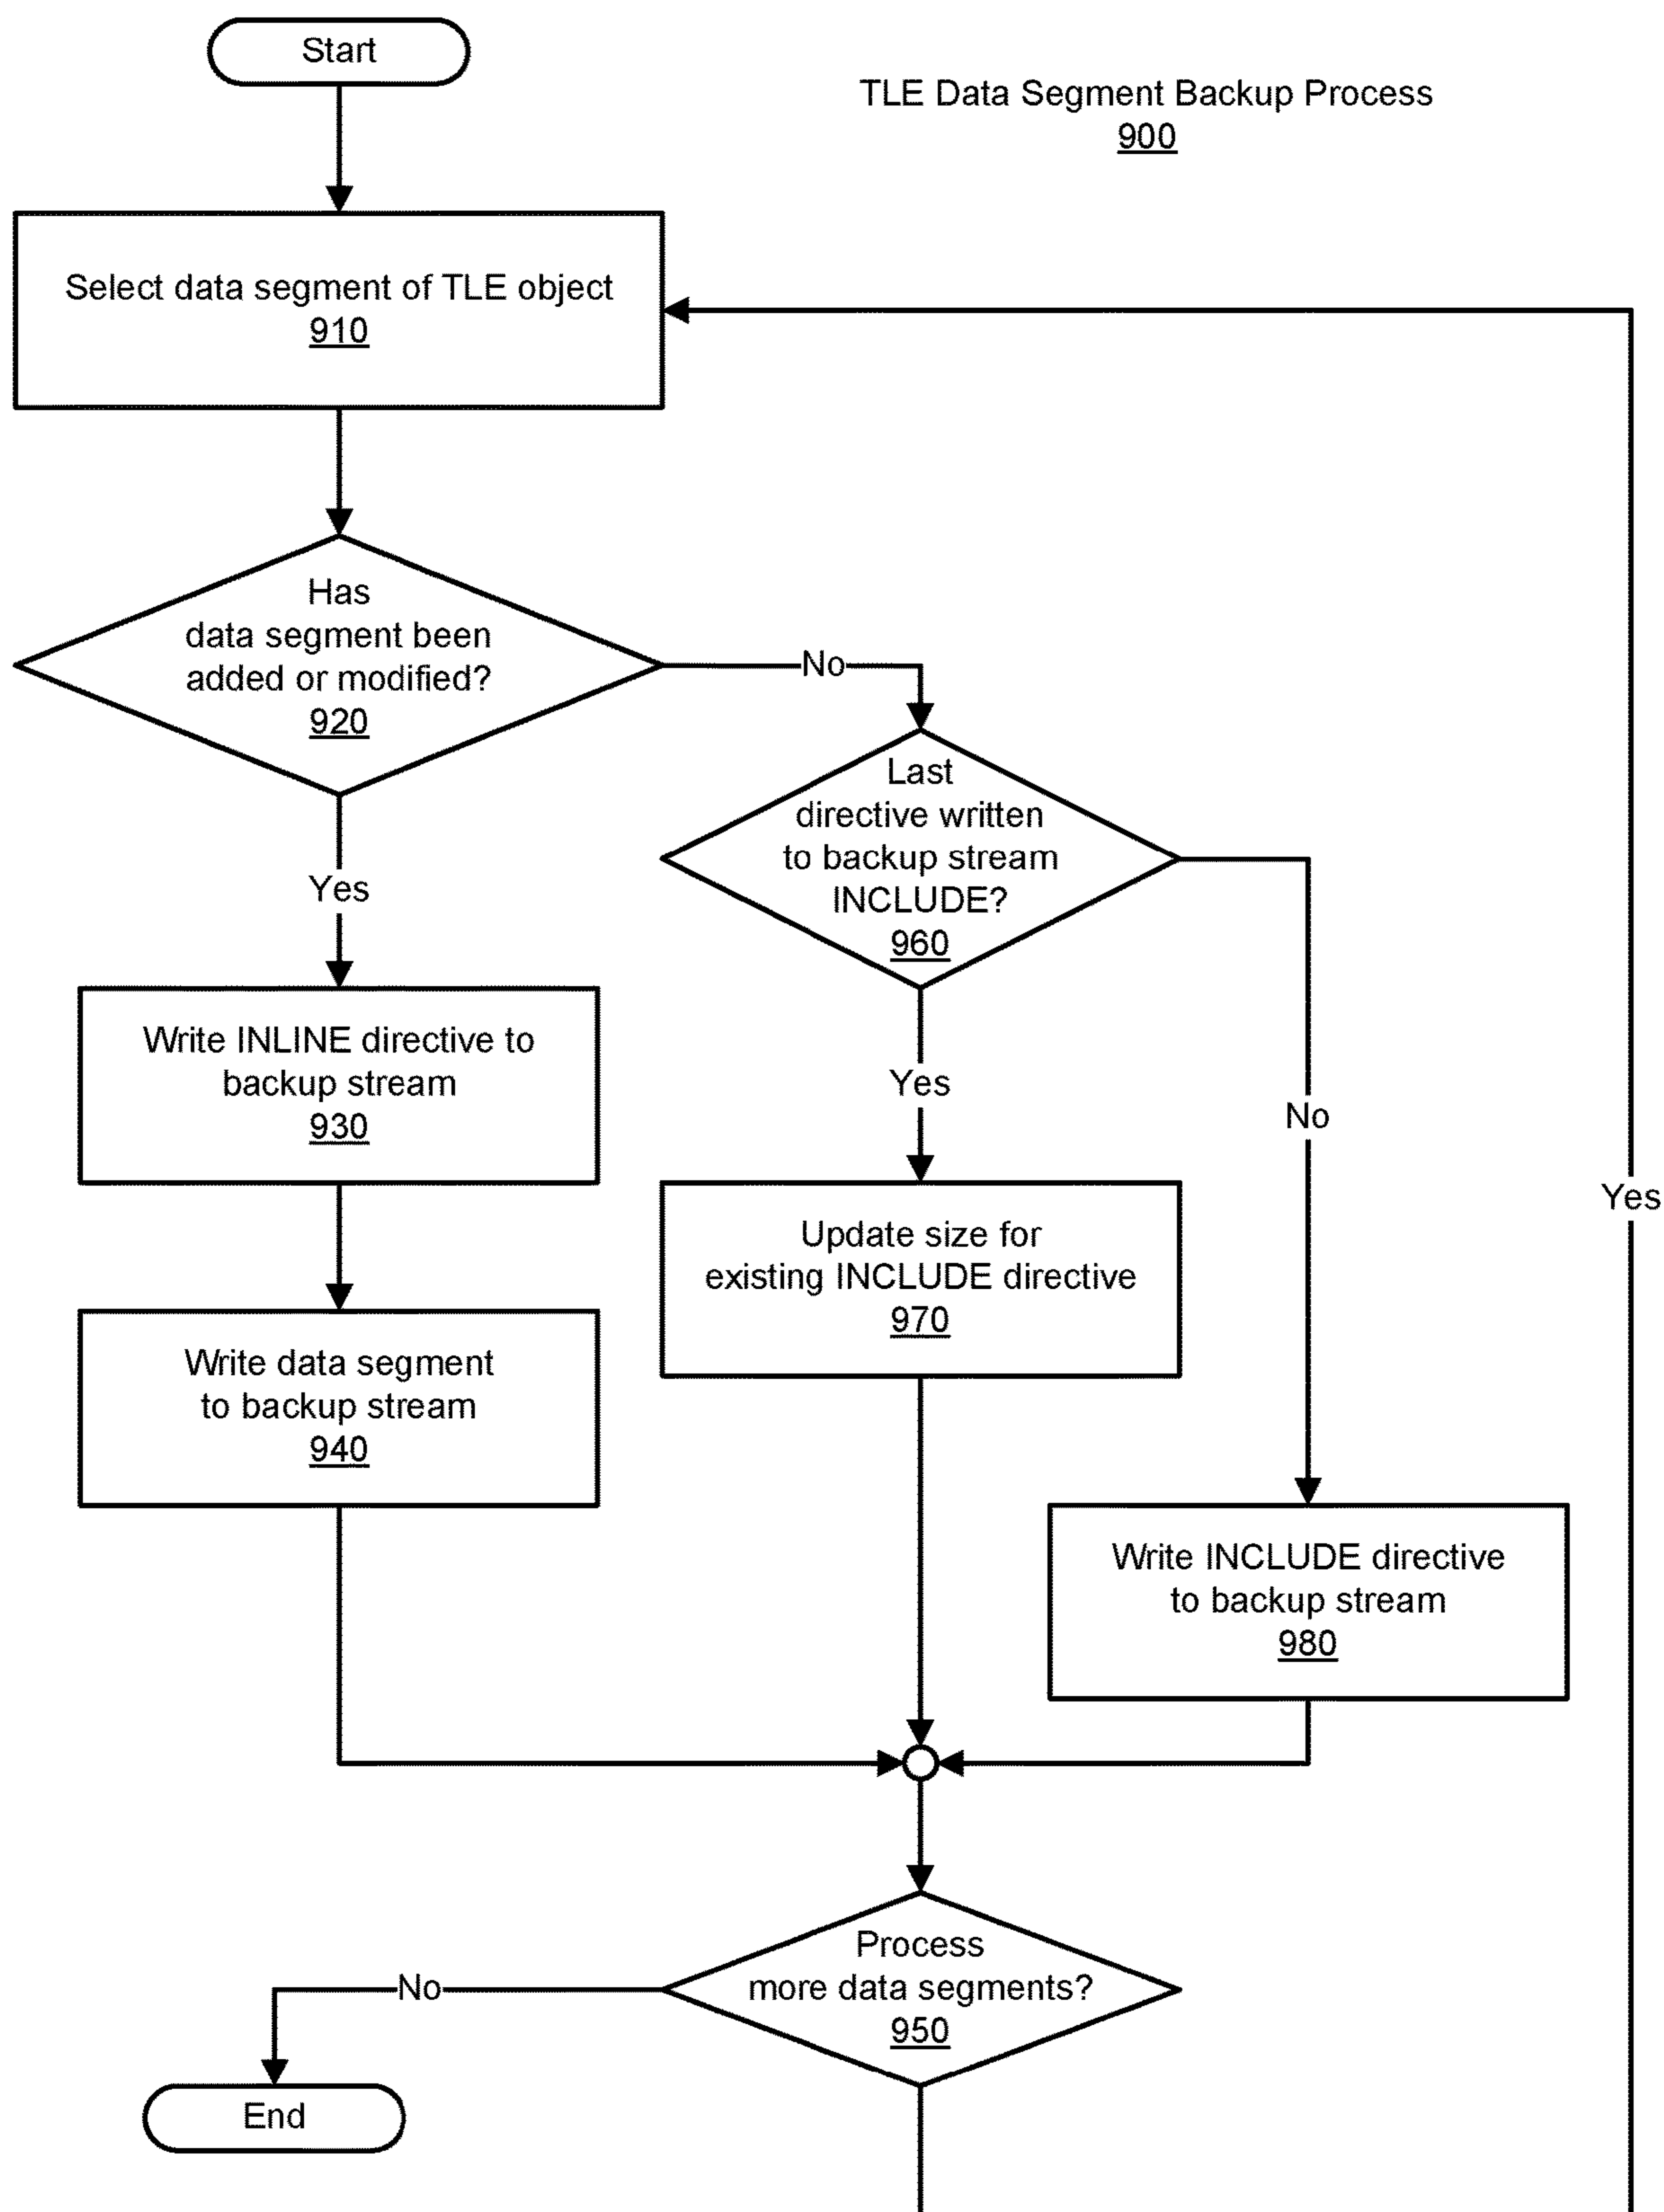 Start
TLE Data Segment Backup Process
900
Select data segment of TLE object
910
Has
data segment been
added or modified?
920
No
Last
directive written
to backup stream
INCLUDE?
960
Yes
Write INLINE directive to
backup stream
930
Yes
No
Yes
Update size for
existing INCLUDE directive
970
Write data segment
to backup stream
940
Write INCLUDE directive
to backup stream
980
Process
more data segments?
950
No
End